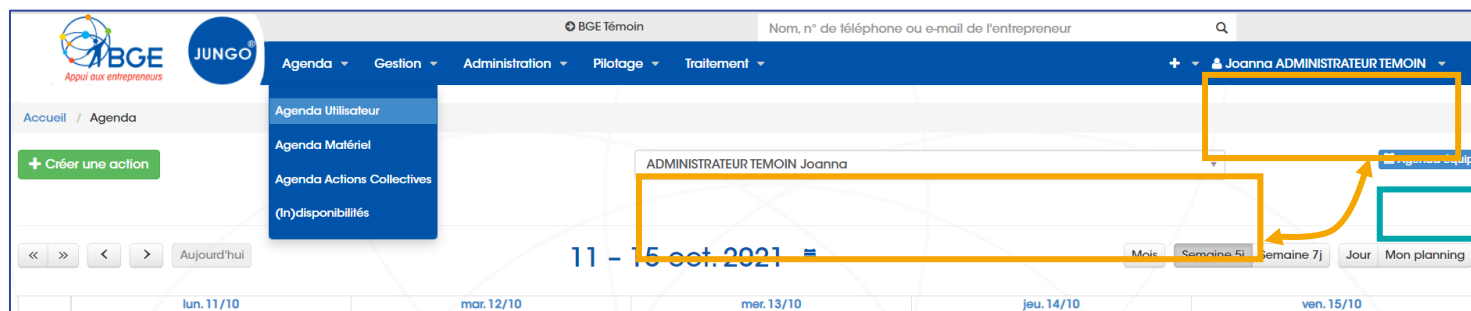 BGE Témoin
Nom, n° de téléphone ou e-mail de l'entrepreneur
BGE
Appui aux entrepreneurs
JUNGO®
Agenda Gestion Administration Pilotage Traitement
+ Joanna ADMINISTRATEUR TEMOIN
Agenda Utilisateur
Agenda Matériel
Agenda Actions Collectives
(In)disponibilités
Accueil / Agenda
+ Créer une action
ADMINISTRATEUR TEMOIN Joanna
Agenda équip
« » < > Aujourd'hui
11 – 15 oct. 2021
Mois Semaine 5j Semaine 7j Jour Mon planning
lun. 11/10 mar. 12/10 mer. 13/10 jeu. 14/10 ven. 15/10